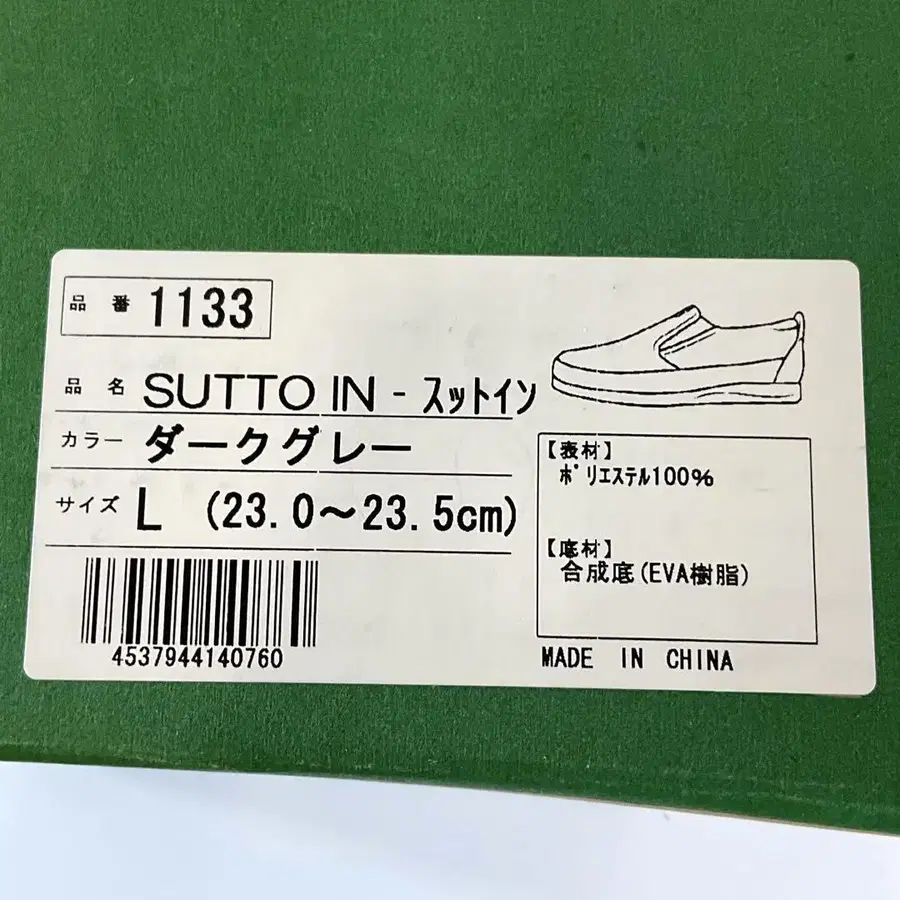 品 番 1133
品 名 SUTTO IN - スットイン
カラー ダークグレー
サイズ L (23.0～23.5cm)
4537944140760
【表材】
ポリエステル100%
【底材】
合成底(EVA樹脂)
MADE IN CHINA